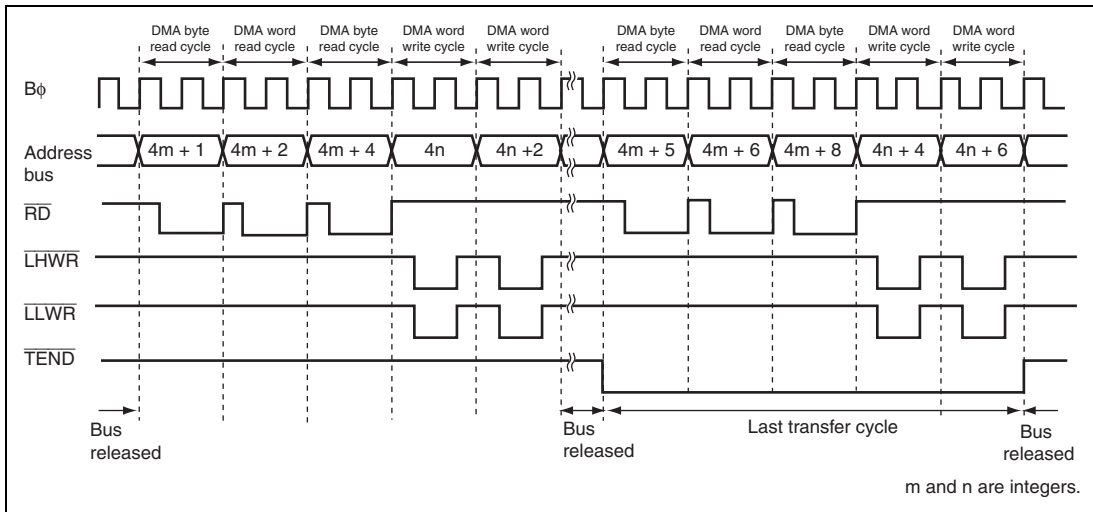 DMA byte read cycle DMA word read cycle DMA byte read cycle DMA word write cycle DMA word write cycle DMA byte read cycle DMA word read cycle DMA byte read cycle DMA word write cycle DMA word write cycle
Bϕ
Address bus 4m + 1 4m + 2 4m + 4 4n 4n +2 4m + 5 4m + 6 4m + 8 4n + 4 4n + 6
RD
LHWR
LLWR
TEND
Bus released Bus released Last transfer cycle Bus released
m and n are integers.